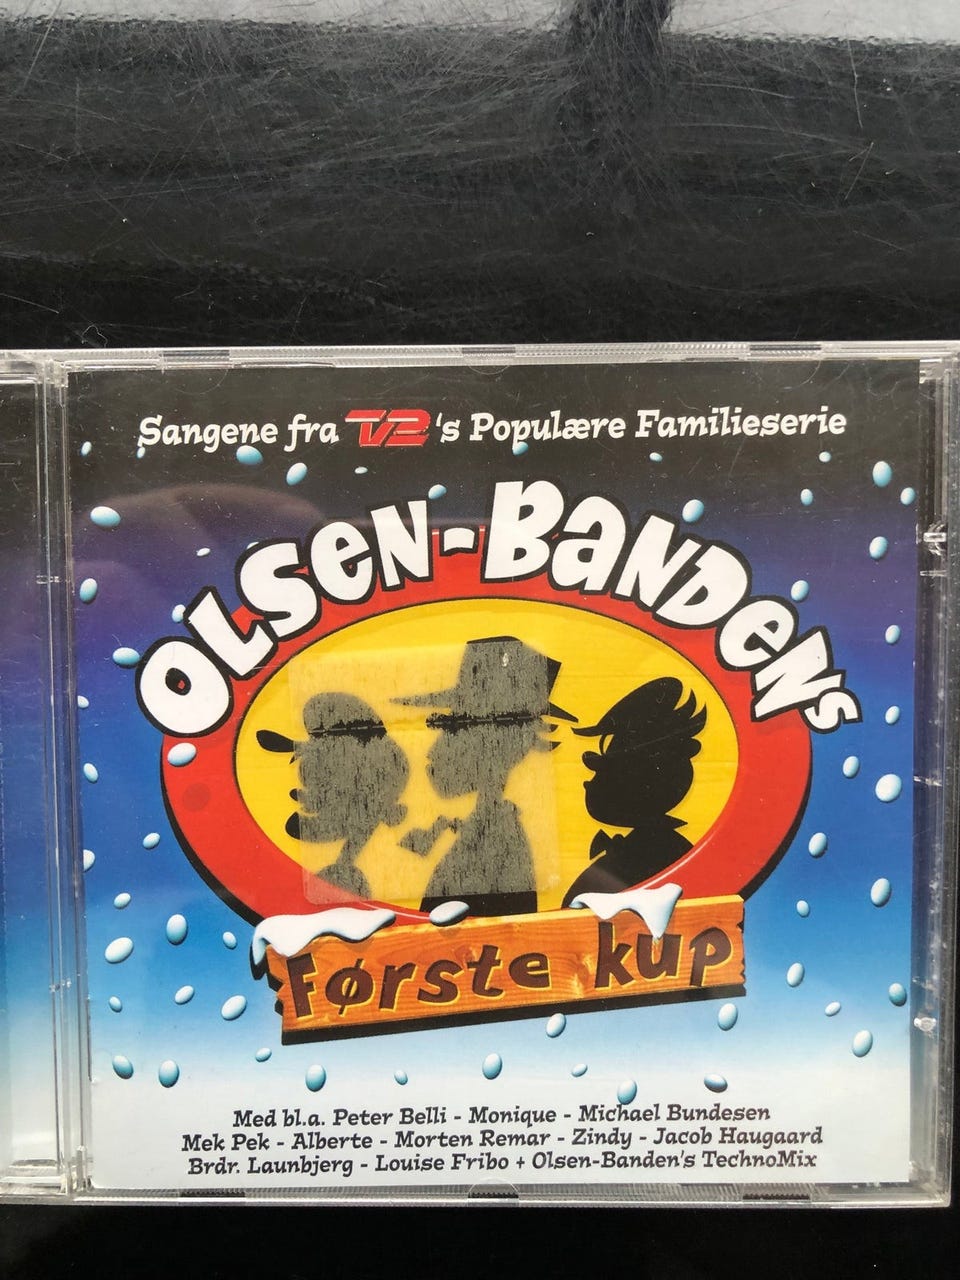 Sangene fra TV2's Populære Familieserie
OLSEN-BANDENS
Første kup
Med bl.a. Peter Belli - Monique - Michael Bundesen
Mek Pek - Alberte - Morten Remar - Zindy - Jacob Haugaard
Brdr. Launbjerg - Louise Fribo + Olsen-Banden's TechnoMix